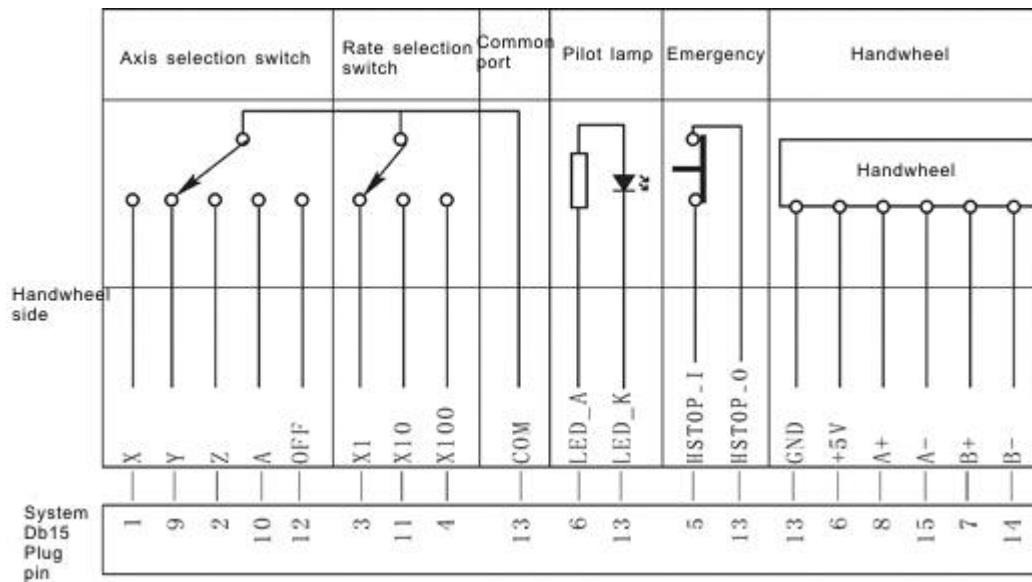 Axis selection switch
Rate selection
switch
Common
port
Pilot lamp
Emergency
Handwheel
Handwheel
Handwheel
side
X
Y
Z
A
OFF
X1
X10
X100
COM
LED_A
LED_K
HSTOP-I
HSTOP-O
GND
+5V
A+
A-
B+
B-
System
Db15
Plug
pin
1
9
2
10
12
3
11
4
13
6
13
5
13
13
6
8
15
7
14